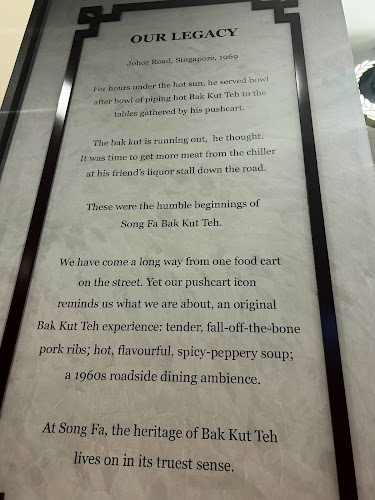 OUR LEGACY
Johor Road, Singapore, 1969
For hours under the hot sun, he served bowl
after bowl of piping hot Bak Kut Teh to the
tables gathered by his pushcart.
The bak kut is running out, he thought.
It was time to get more meat from the chiller
at his friend's liquor stall down the road.
These were the humble beginnings of
Song Fa Bak Kut Teh.
We have come a long way from one food cart
on the street. Yet our pushcart icon
reminds us what we are about, an original
Bak Kut Teh experience: tender, fall-off-the-bone
pork ribs; hot, flavourful, spicy-peppery soup;
a 1960s roadside dining ambience.
At Song Fa, the heritage of Bak Kut Teh
lives on in its truest sense.